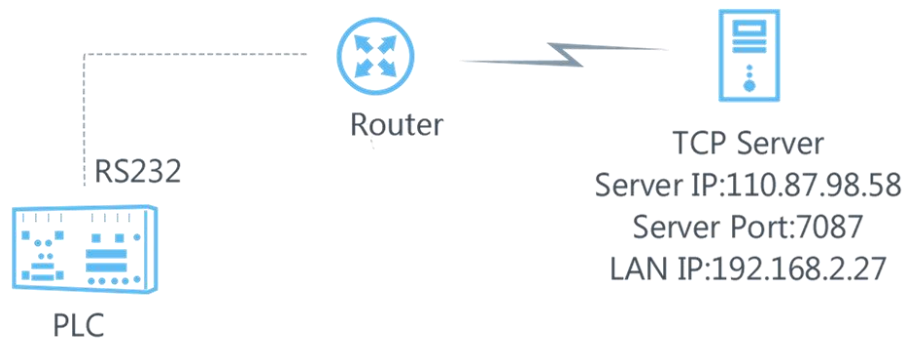 Router
TCP Server
RS232
Server IP:110.87.98.58
Server Port:7087
LAN IP:192.168.2.27
PLC